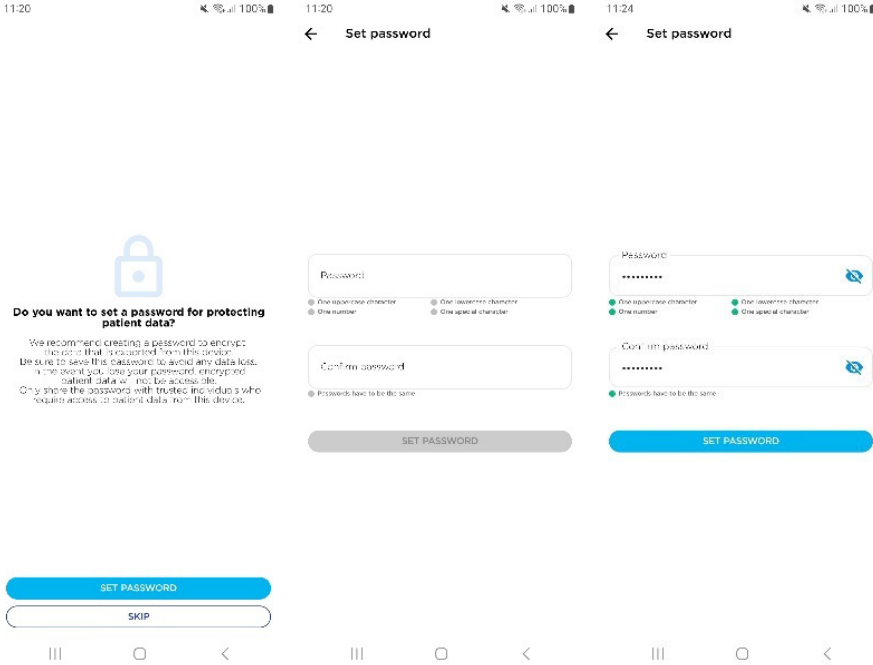 11:20
100%
Do you want to set a password for protecting
patient data?
We recommend creating a password to encrypt
the data that is exported from this device.
Be sure to save this password to avoid any data loss.
In the event you lose your password, encrypted
patient data will not be accessible.
Only share the password with trusted individuals who
require access to patient data from this device.
SET PASSWORD
SKIP
11:20
100%
Set password
Password
One uppercase character
One lowercase character
One number
One special character
Confirm password
Passwords have to be the same
SET PASSWORD
11:24
100%
Set password
Password
One uppercase character
One lowercase character
One number
One special character
Confirm password
Passwords have to be the same
SET PASSWORD